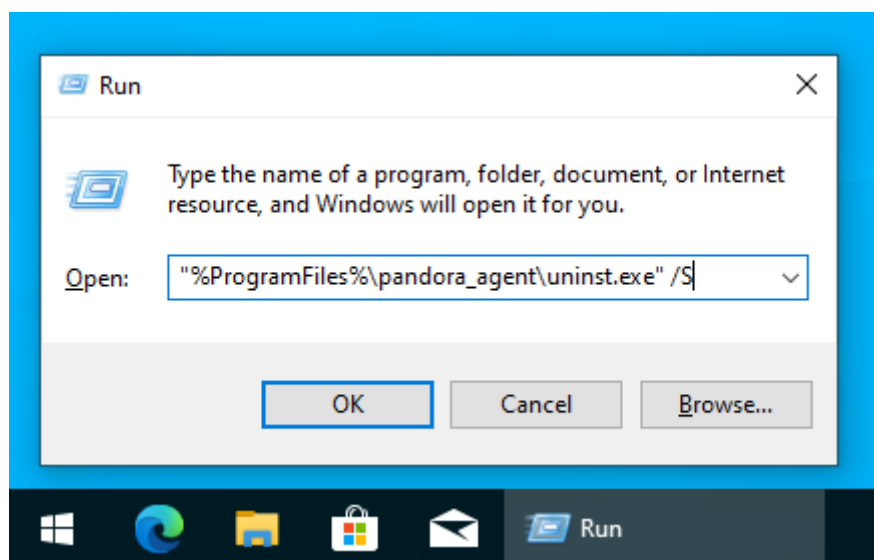 Run
Type the name of a program, folder, document, or Internet
resource, and Windows will open it for you.
Open: "%ProgramFiles%\pandora_agent\uninst.exe" /S
OK Cancel Browse...
Run